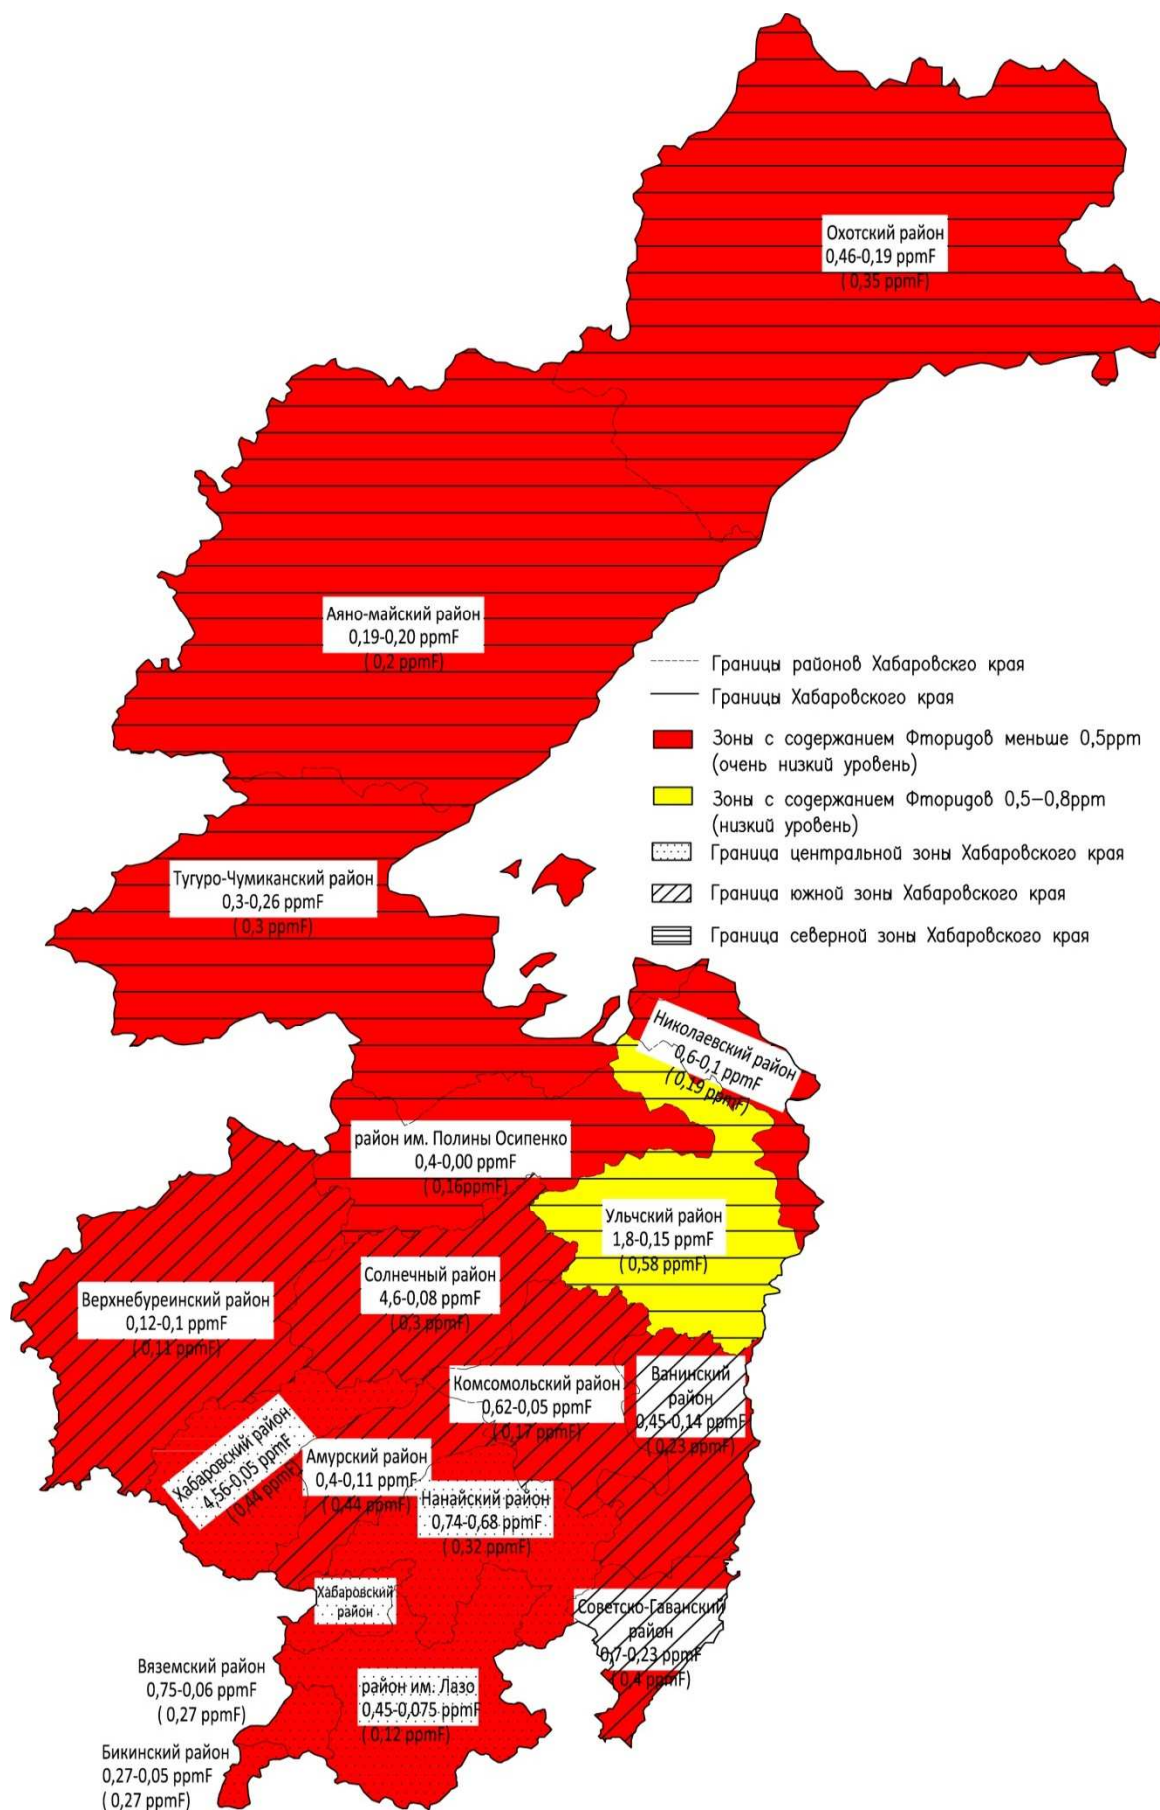 Охотский район
0,46-0,19 ppmF
( 0,35 ppmF)
Аяно-майский район
0,19-0,20 ppmF
( 0,2 ppmF)
Границы районов Хабаровскго края
Границы Хабаровского края
Зоны с содержанием Фторидов меньше 0,5ppm
(очень низкий уровень)
Зоны с содержанием Фторидов 0,5–0,8ppm
(низкий уровень)
Граница центральной зоны Хабаровского края
Граница южной зоны Хабаровского края
Граница северной зоны Хабаровского края
Тугуро-Чумиканский район
0,3-0,26 ppmF
( 0,3 ppmF)
Николаевский район
0,6-0,1 ppmF
( 0,19 ppmF)
район им. Полины Осипенко
0,4-0,00 ppmF
( 0,16ppmF)
Ульчский район
1,8-0,15 ppmF
( 0,58 ppmF)
Солнечный район
4,6-0,08 ppmF
( 0,3 ppmF)
Верхнебуреинский район
0,12-0,1 ppmF
( 0,11 ppmF)
Ванинский
район
0,45-0,14 ppmF
( 0,23 ppmF)
Комсомольский район
0,62-0,05 ppmF
( 0,17 ppmF)
Хабаровский район
4,56-0,05 ppmF
( 0,44 ppmF)
Амурский район
0,4-0,11 ppmF
( 0,44 ppmF)
Нанайский район
0,74-0,68 ppmF
( 0,32 ppmF)
Хабаровский
район
Советско-Гаванский
район
0,7-0,23 ppmF
( 0,4 ppmF)
Вяземский район
0,75-0,06 ppmF
( 0,27 ppmF)
район им. Лазо
0,45-0,075 ppmF
( 0,12 ppmF)
Бикинский район
0,27-0,05 ppmF
( 0,27 ppmF)